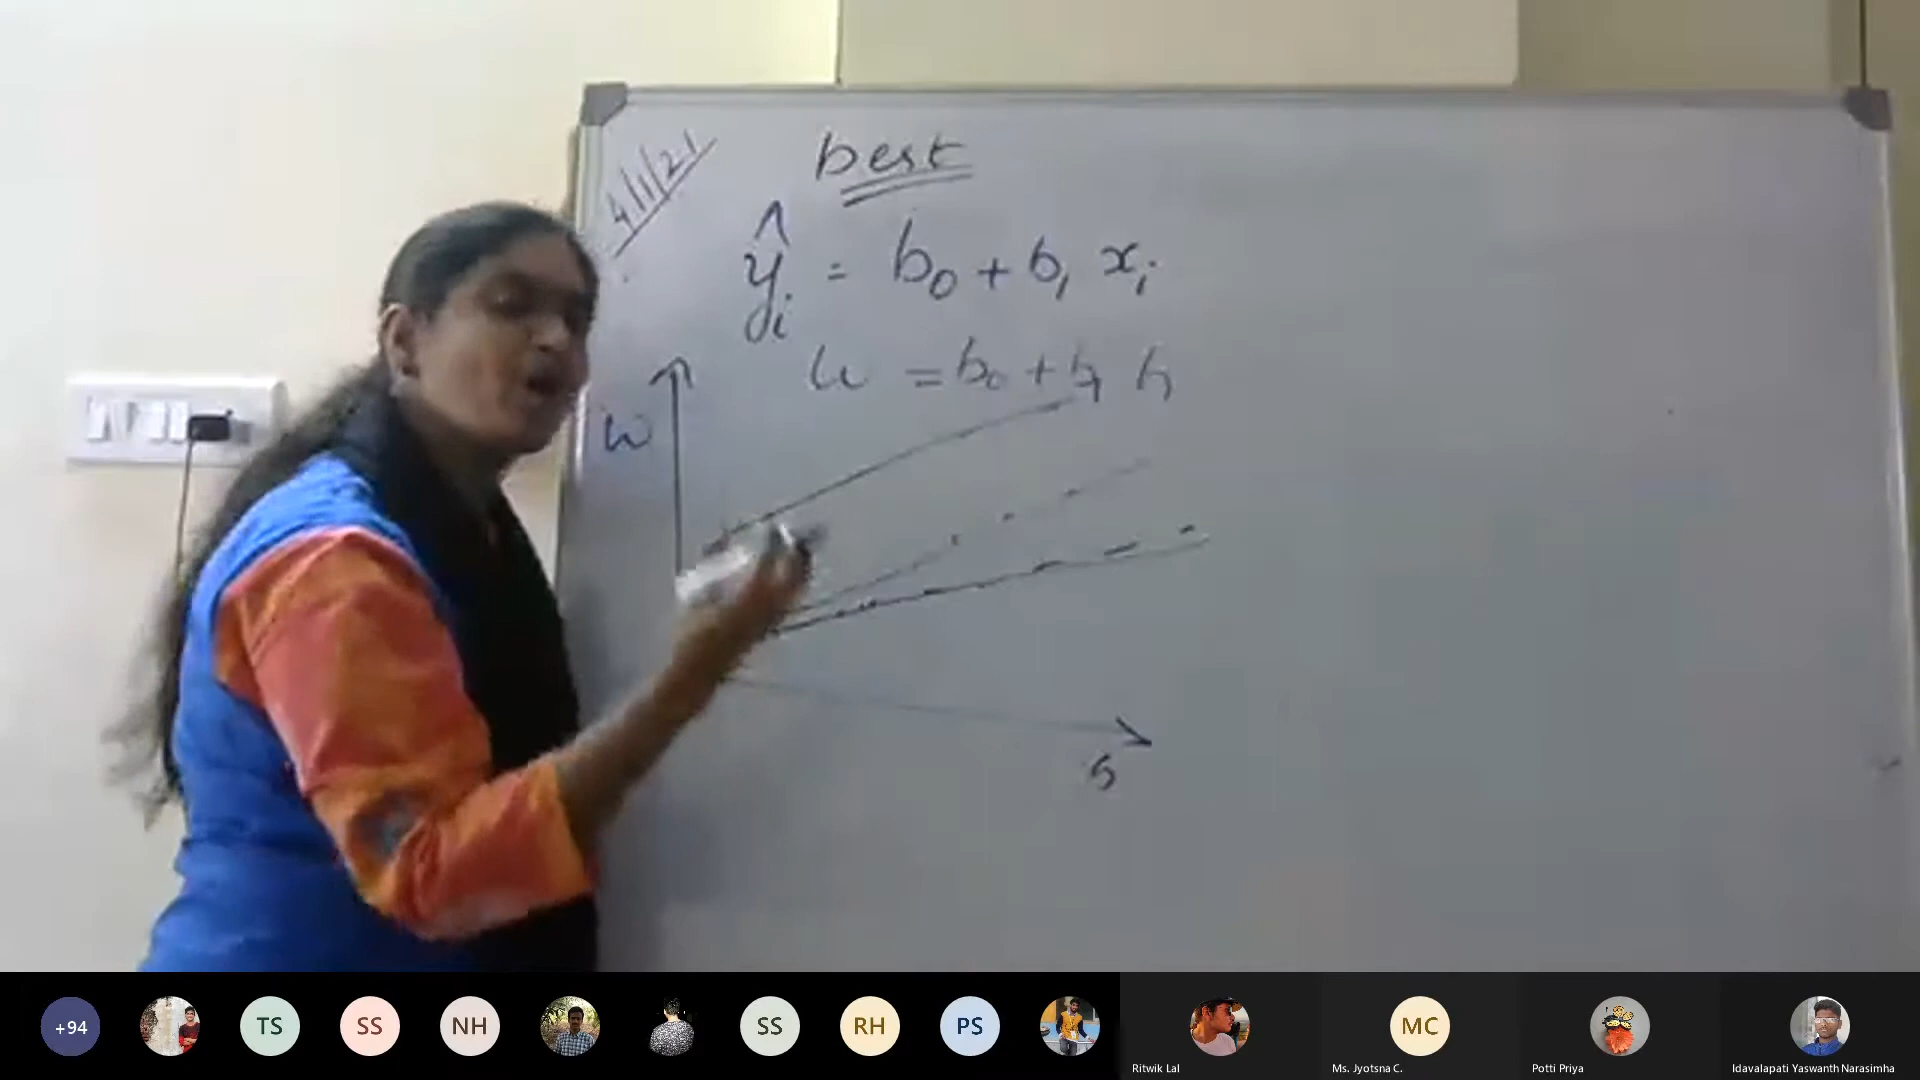 4/1/21
best
ŷi = b0 + b1 xi
w = b0 + b1 h
w
+94
TS
SS
NH
SS
RH
PS
MC
Ritwik Lal
Ms. Jyotsna C.
Potti Priya
Idavalapati Yaswanth Narasimha